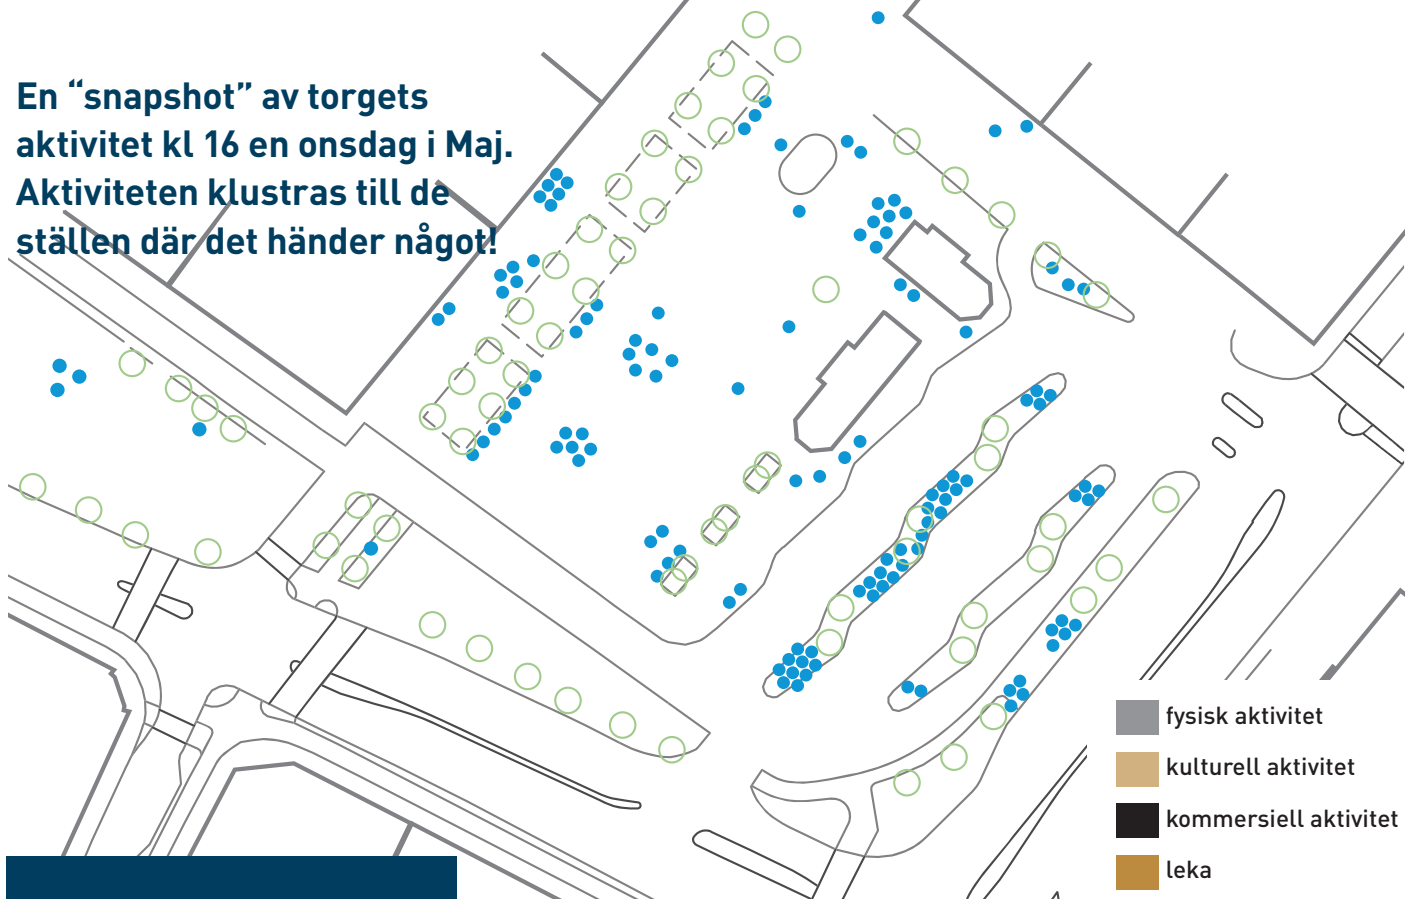 En “snapshot” av torgets
aktivitet kl 16 en onsdag i Maj.
Aktiviteten klustras till de
ställen där det händer något!
fysisk aktivitet
kulturell aktivitet
kommersiell aktivitet
leka